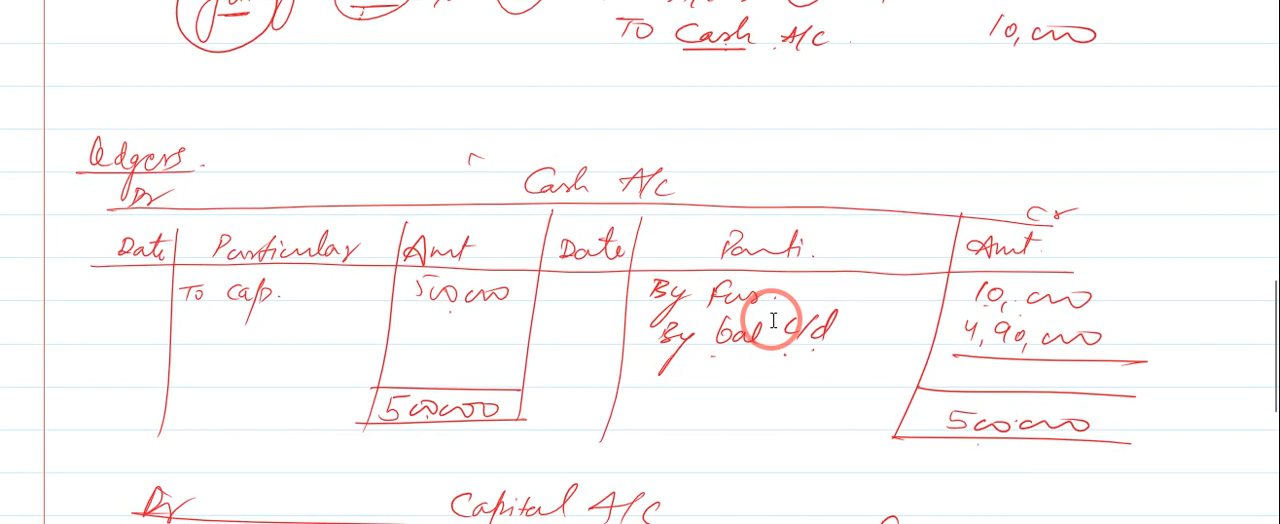 To Cash A/c 10,000
Ledgers.
Dr Cash A/c Cr
Date Particular Amt Date Parti. Amt
To cap. 500000 By Fur. 10,000
By bal c/d 4,90,000
500000 500000
Dr Capital A/c